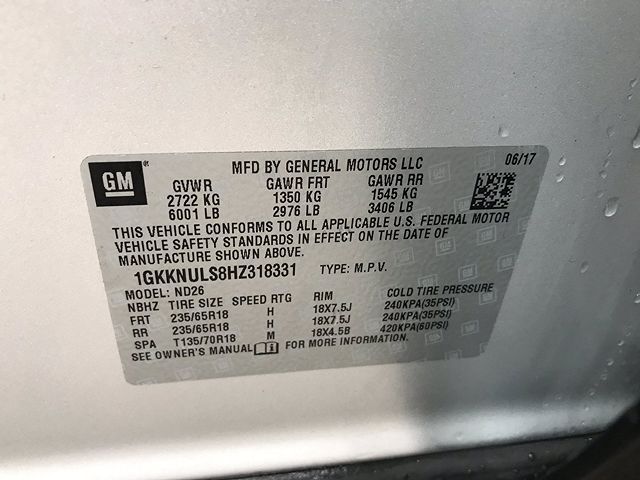 GM
MFD BY GENERAL MOTORS LLC 06/17
GVWR GAWR FRT GAWR RR
2722 KG 1350 KG 1545 KG
6001 LB 2976 LB 3406 LB
THIS VEHICLE CONFORMS TO ALL APPLICABLE U.S. FEDERAL MOTOR
VEHICLE SAFETY STANDARDS IN EFFECT ON THE DATE OF
MANUFACTURE SHOWN ABOVE.
1GKKNULS8HZ318331 TYPE: M.P.V.
MODEL: ND26
NBHZ TIRE SIZE SPEED RTG RIM COLD TIRE PRESSURE
FRT 235/65R18 H 18X7.5J 240KPA(35PSI)
RR 235/65R18 H 18X7.5J 240KPA(35PSI)
SPA T135/70R18 M 18X4.5B 420KPA(60PSI)
SEE OWNER'S MANUAL FOR MORE INFORMATION.